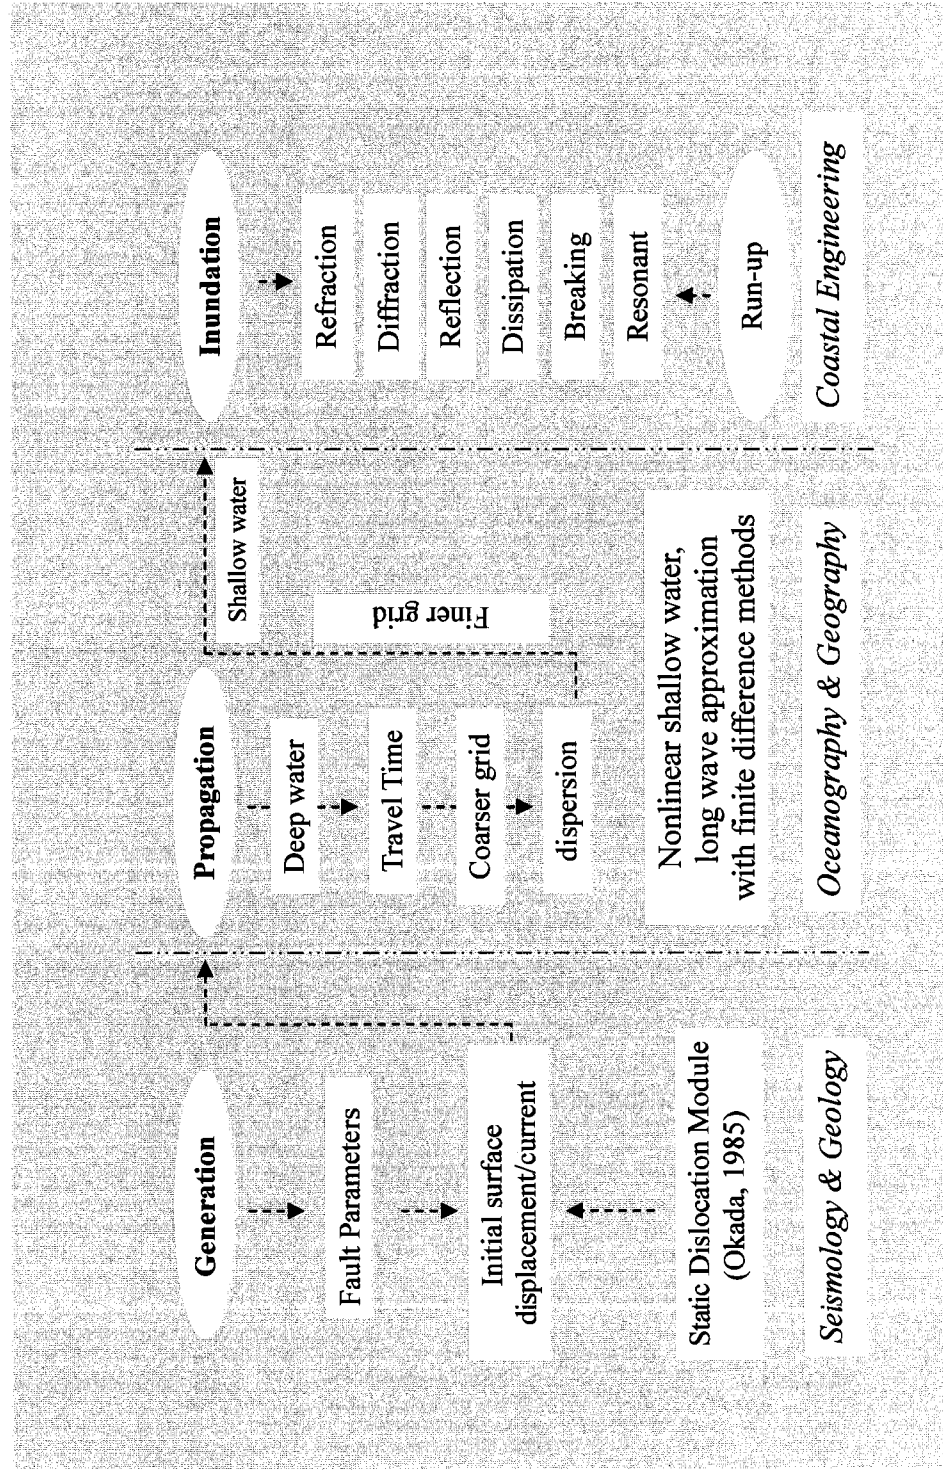 Generation
Fault Parameters
Initial surface
displacement/current
Static Dislocation Module
(Okada, 1985)
Seismology & Geology
Propagation
Deep water
Travel Time
Coarser grid
dispersion
Finer grid
Shallow water
Nonlinear shallow water,
long wave approximation
with finite difference methods
Oceanography & Geography
Inundation
Refraction
Diffraction
Reflection
Dissipation
Breaking
Resonant
Run-up
Coastal Engineering